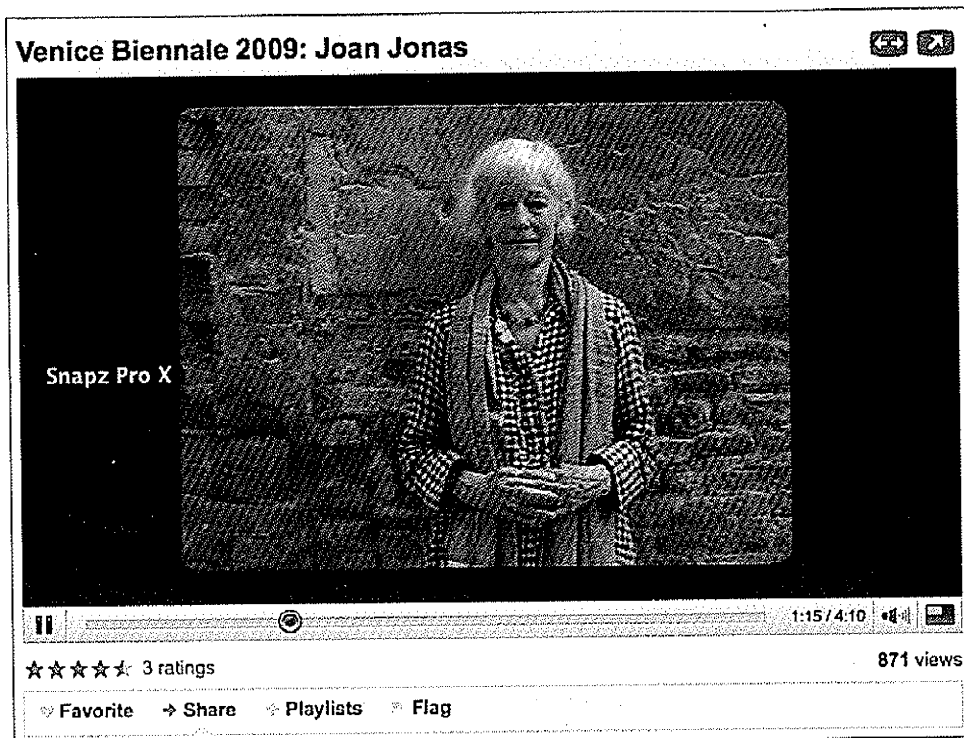 Venice Biennale 2009: Joan Jonas
Snapz Pro X
1:15 / 4:10
3 ratings
871 views
Favorite Share Playlists Flag